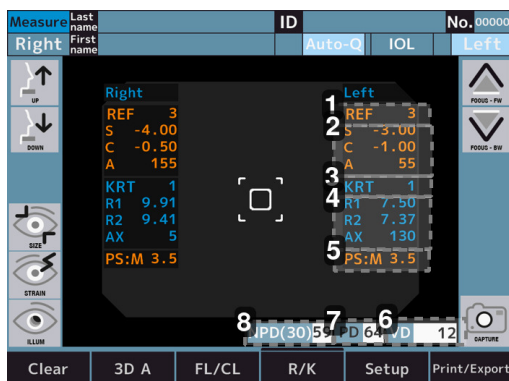 Measure Last name ID No. 00000
Right First name Auto-Q IOL Left
UP
DOWN
SIZE
STRAIN
ILLUM
Right
REF 3
S -4.00
C -0.50
A 155
KRT 1
R1 9.91
R2 9.41
AX 5
PS:M 3.5
Left
1
REF 3
2
S -3.00
C -1.00
A 55
3
KRT 1
4
R1 7.50
R2 7.37
AX 130
5
PS:M 3.5
FOCUS - FW
FOCUS - BW
CAPTURE
8 7 6
NPD(30) 59 PD 64 VD 12
Clear 3D A FL/CL R/K Setup Print/Export